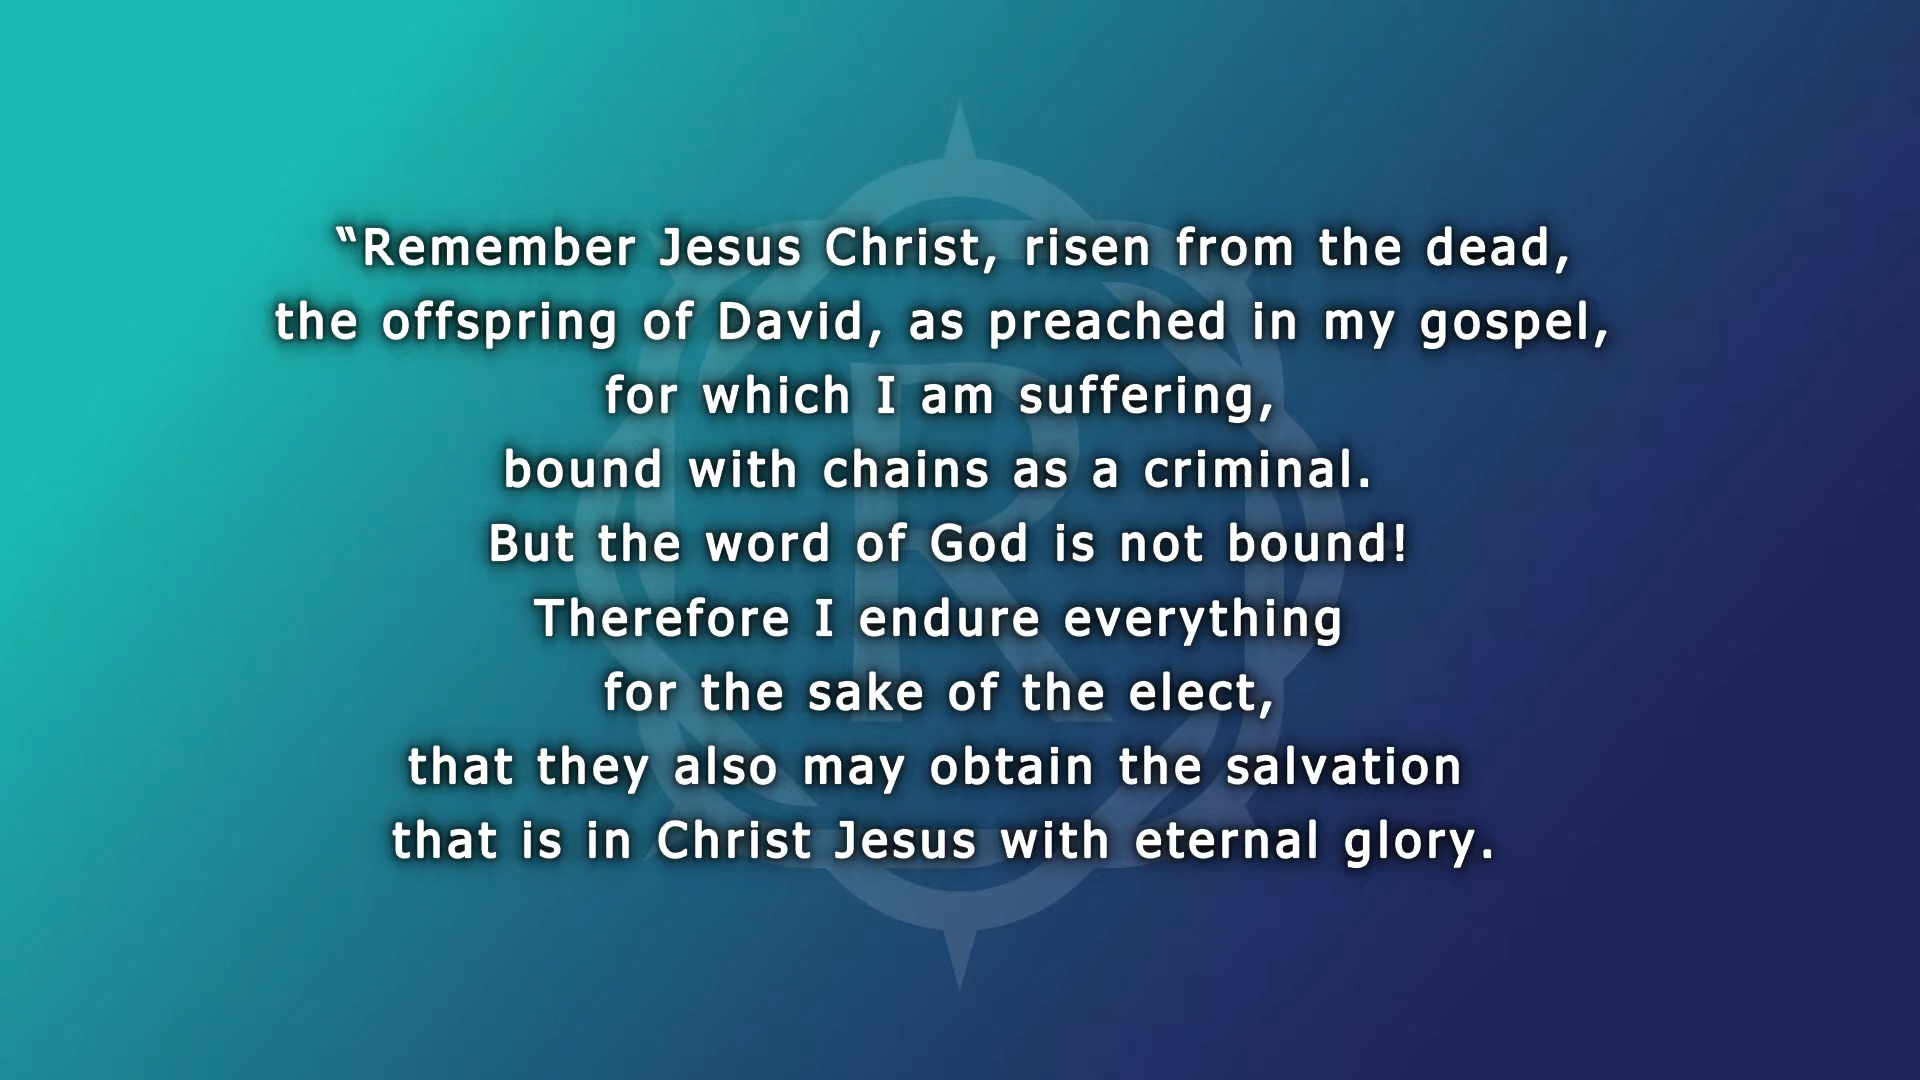 “Remember Jesus Christ, risen from the dead,
the offspring of David, as preached in my gospel,
for which I am suffering,
bound with chains as a criminal.
But the word of God is not bound!
Therefore I endure everything
for the sake of the elect,
that they also may obtain the salvation
that is in Christ Jesus with eternal glory.
R